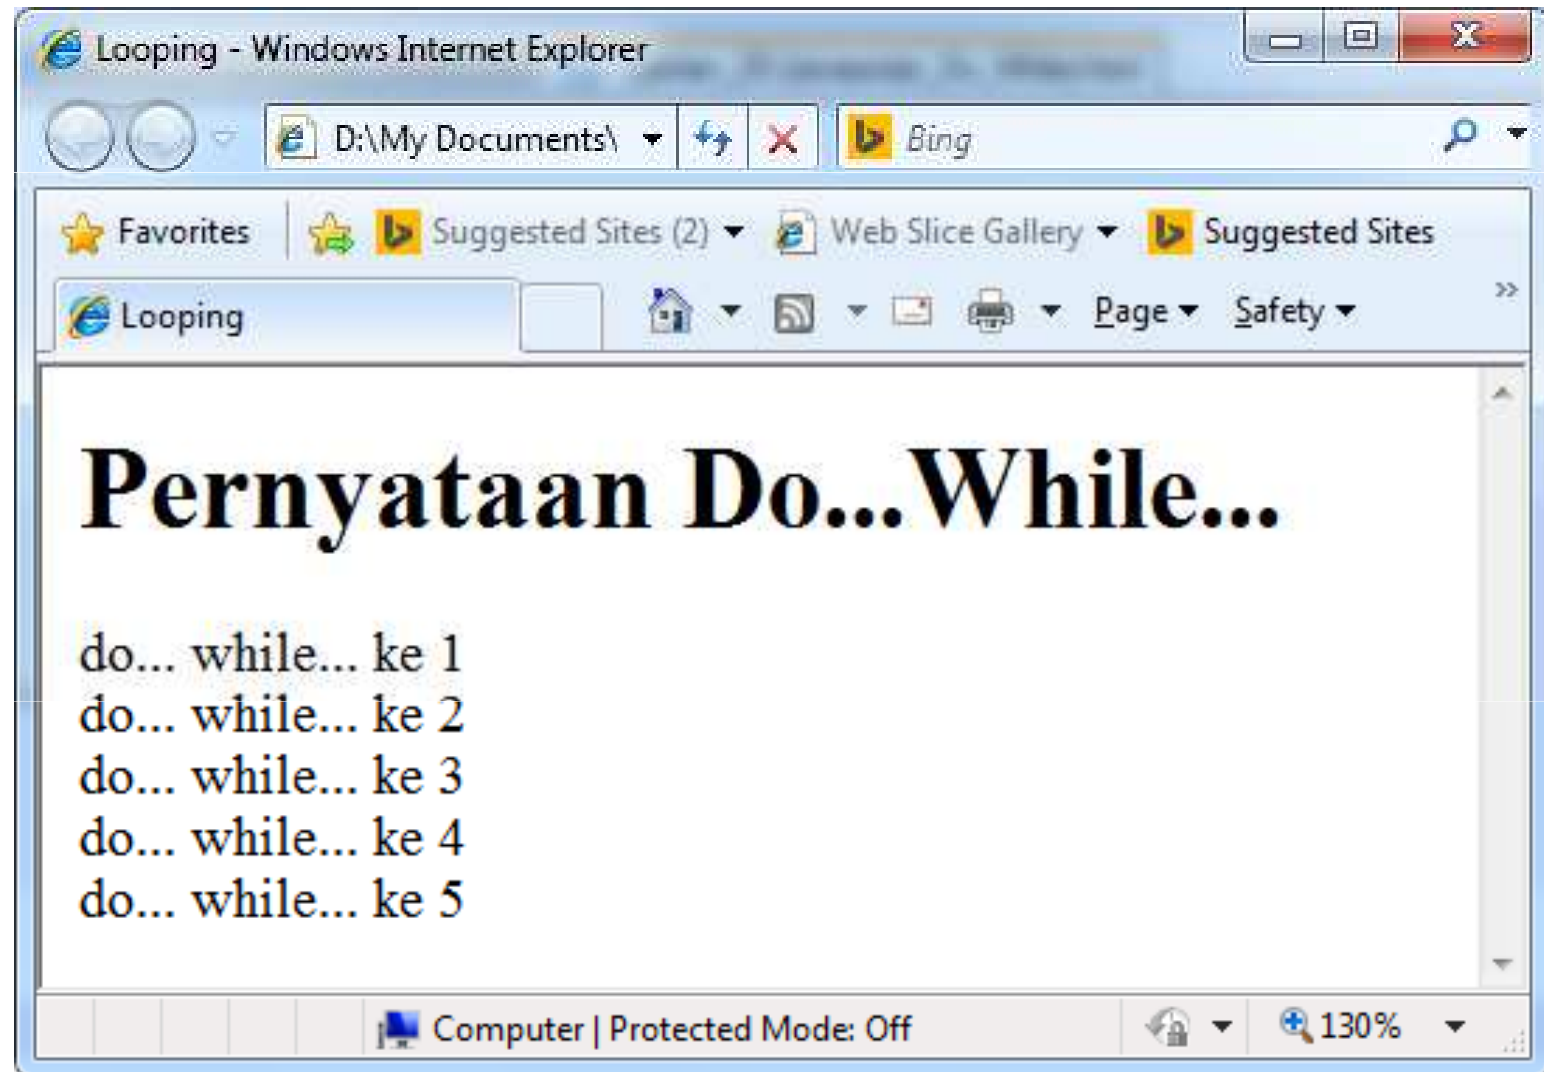 Looping - Windows Internet Explorer
D:\My Documents\ Bing
Favorites Suggested Sites (2) Web Slice Gallery Suggested Sites
Looping Page Safety »
Pernyataan Do...While...
do... while... ke 1
do... while... ke 2
do... while... ke 3
do... while... ke 4
do... while... ke 5
Computer | Protected Mode: Off 130%